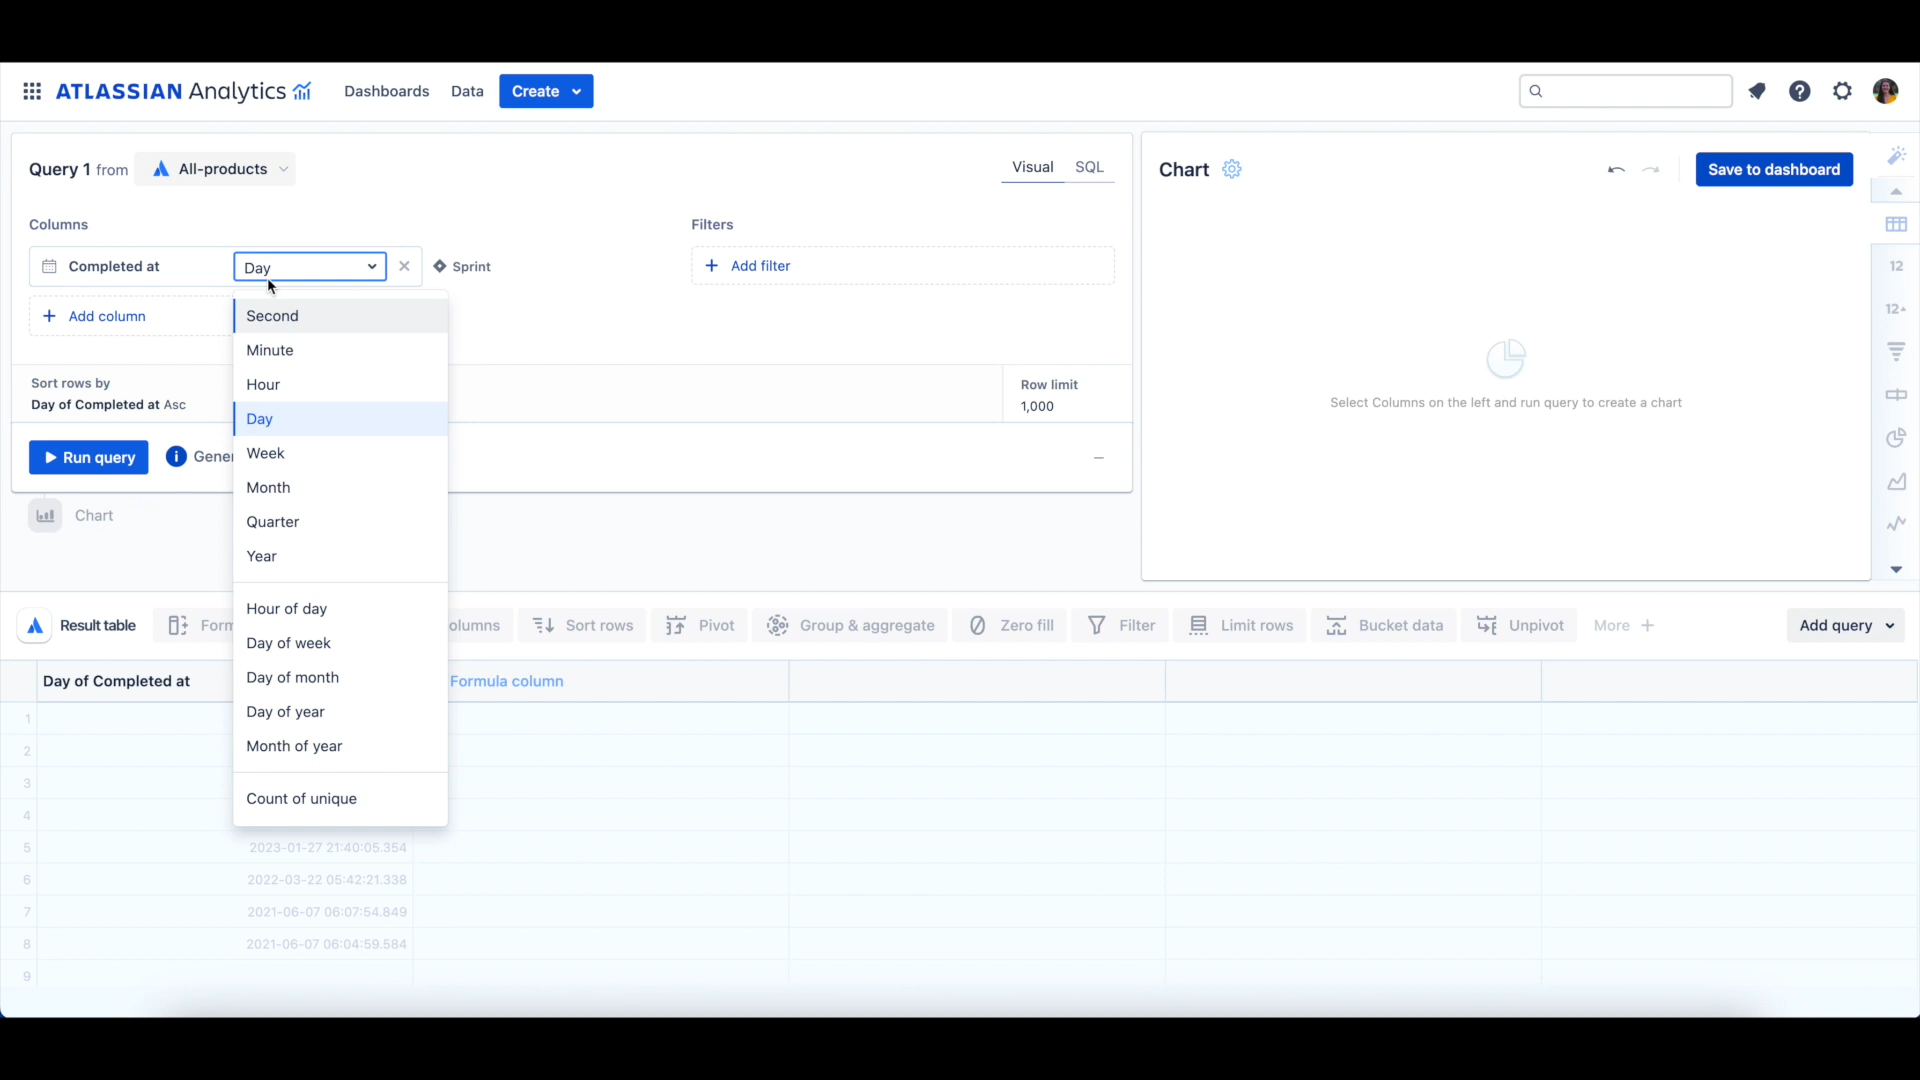 ATLASSIAN Analytics Dashboards Data Create
Query 1 from All-products Visual SQL
Chart Save to dashboard
Columns Filters
Completed at Day Sprint + Add filter
+ Add column
Second
Minute
Hour
Day
Week
Month
Quarter
Year
Hour of day
Day of week
Day of month
Day of year
Month of year
Count of unique
Sort rows by
Day of Completed at Asc
Row limit
1,000
Run query Gener
Chart
Select Columns on the left and run query to create a chart
12
12
Result table Form olumns Sort rows Pivot Group & aggregate Zero fill Filter Limit rows Bucket data Unpivot More + Add query
Day of Completed at Formula column
1
2
3
4
5 2023-01-27 21:40:05.354
6 2022-03-22 05:42:21.338
7 2021-06-07 06:07:54.849
8 2021-06-07 06:04:59.584
9